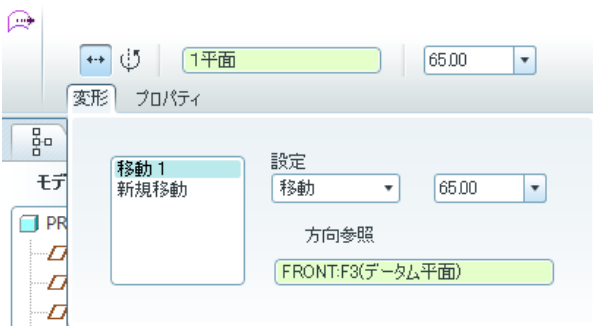 1平面 65.00
変形 プロパティ
移動 1
新規移動
設定
移動 65.00
方向参照
FRONT:F3(データム平面)
モデ
PR